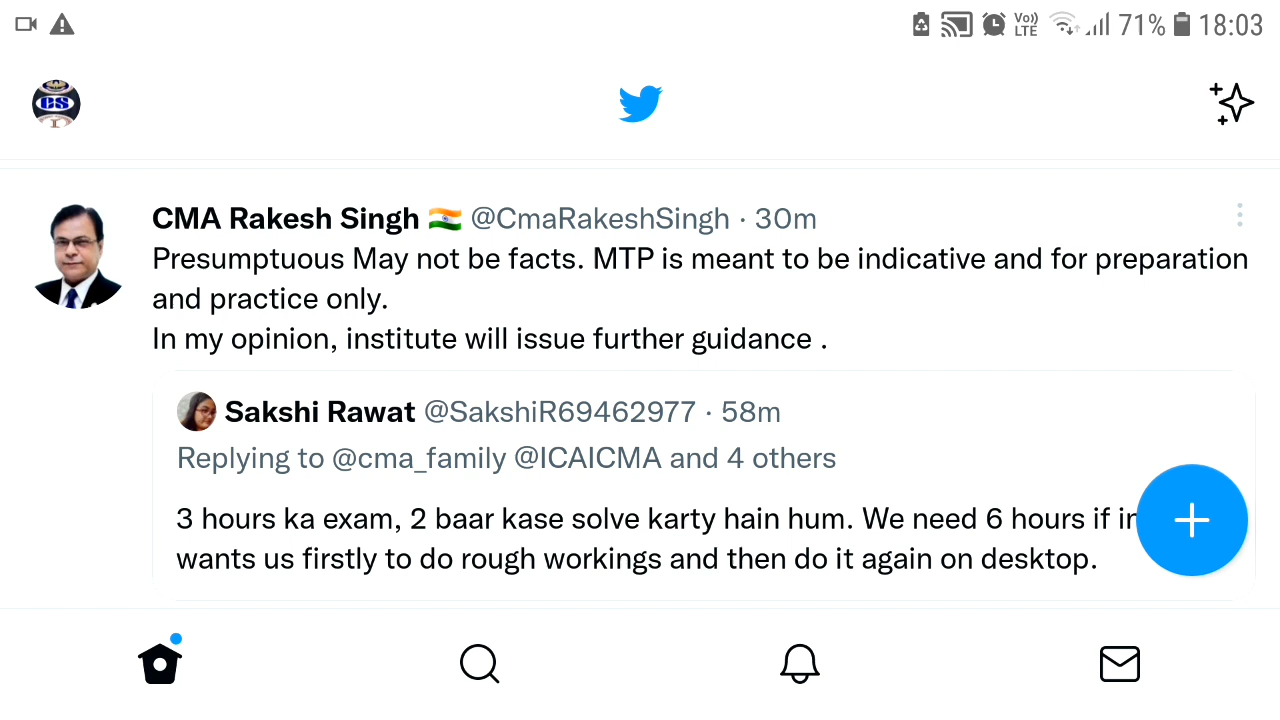 Vo)) LTE 71% 18:03
CS
CMA Rakesh Singh 🇮🇳 @CmaRakeshSingh · 30m
Presumptuous May not be facts. MTP is meant to be indicative and for preparation
and practice only.
In my opinion, institute will issue further guidance .
Sakshi Rawat @SakshiR69462977 · 58m
Replying to @cma_family @ICAICMA and 4 others
3 hours ka exam, 2 baar kase solve karty hain hum. We need 6 hours if
wants us firstly to do rough workings and then do it again on desktop.